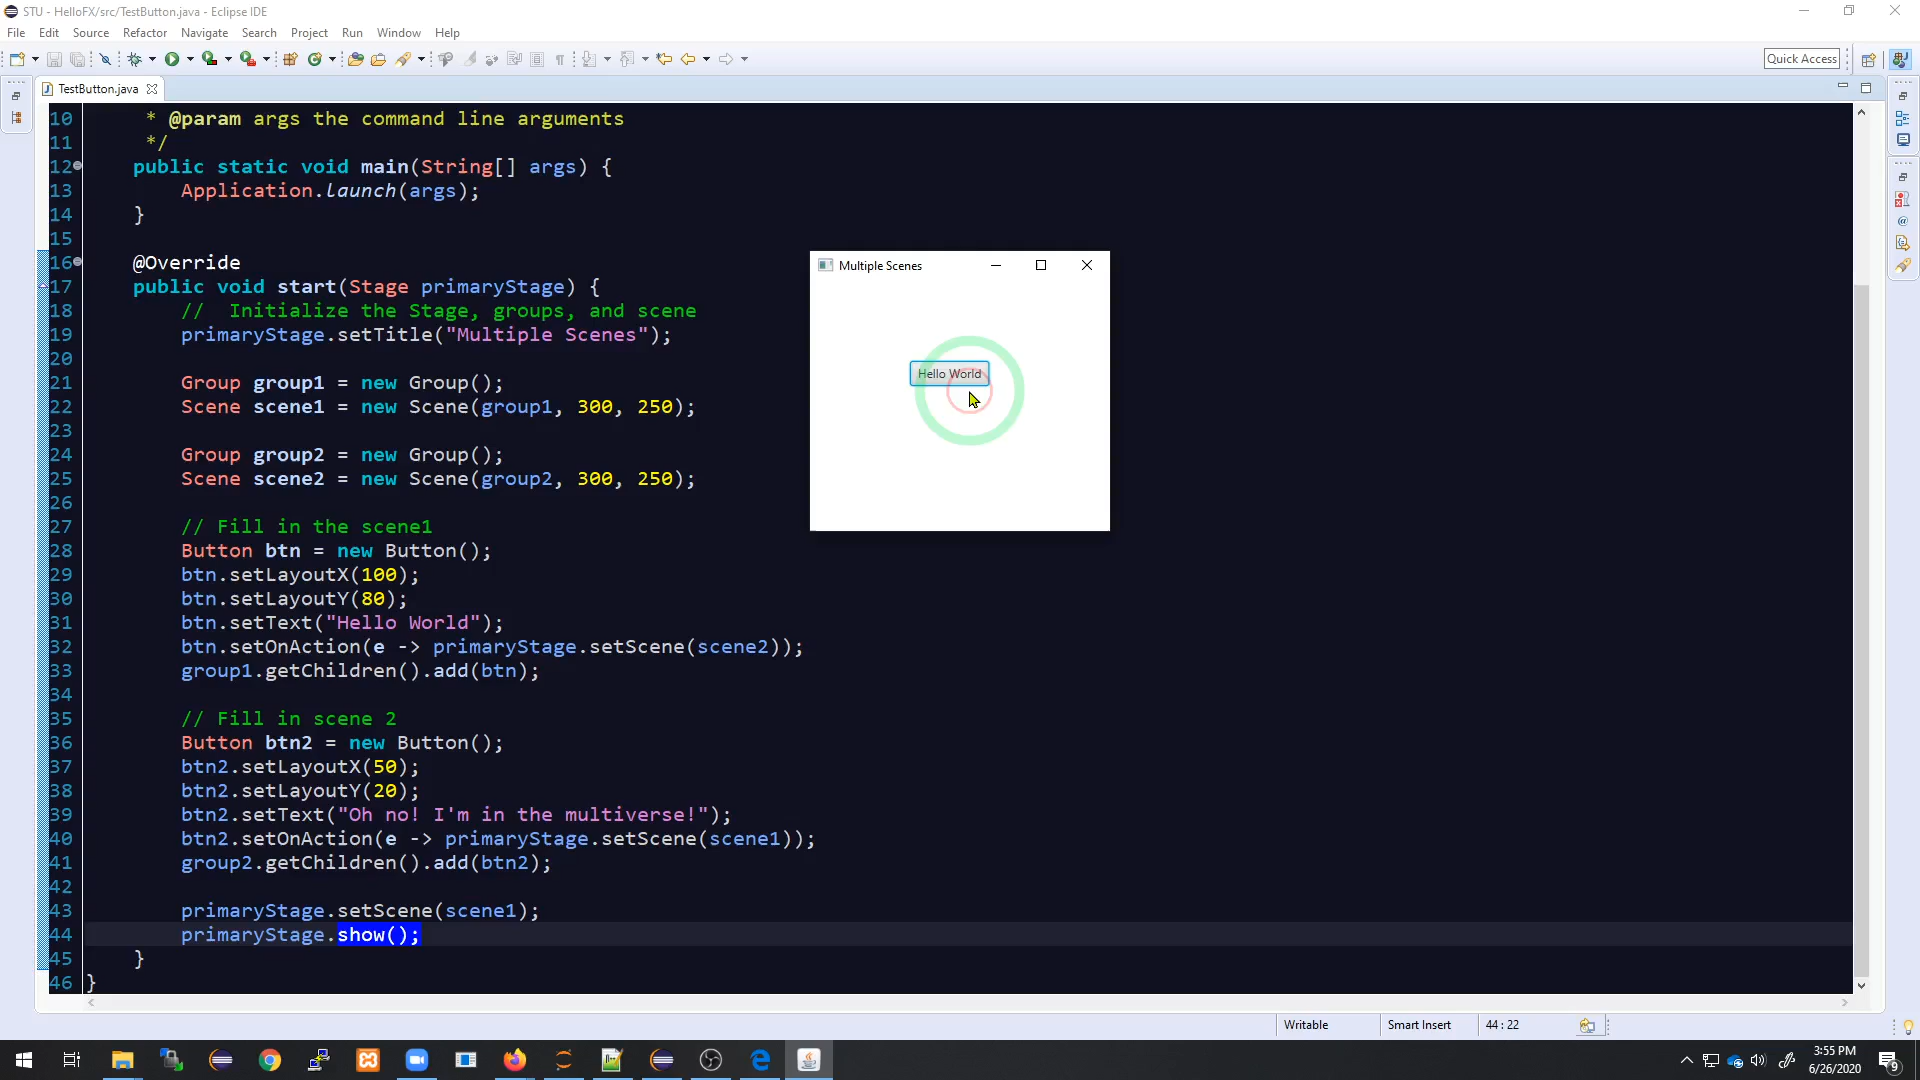 STU - HelloFX/src/TestButton.java - Eclipse IDE
File Edit Source Refactor Navigate Search Project Run Window Help
Quick Access
TestButton.java
10 * @param args the command line arguments
11 */
12 public static void main(String[] args) {
13 Application.launch(args);
14 }
15
16 @Override
17 public void start(Stage primaryStage) {
18 // Initialize the Stage, groups, and scene
19 primaryStage.setTitle("Multiple Scenes");
20
21 Group group1 = new Group();
22 Scene scene1 = new Scene(group1, 300, 250);
23
24 Group group2 = new Group();
25 Scene scene2 = new Scene(group2, 300, 250);
26
27 // Fill in the scene1
28 Button btn = new Button();
29 btn.setLayoutX(100);
30 btn.setLayoutY(80);
31 btn.setText("Hello World");
32 btn.setOnAction(e -> primaryStage.setScene(scene2));
33 group1.getChildren().add(btn);
34
35 // Fill in scene 2
36 Button btn2 = new Button();
37 btn2.setLayoutX(50);
38 btn2.setLayoutY(20);
39 btn2.setText("Oh no! I'm in the multiverse!");
40 btn2.setOnAction(e -> primaryStage.setScene(scene1));
41 group2.getChildren().add(btn2);
42
43 primaryStage.setScene(scene1);
44 primaryStage.show();
45 }
46 }
Multiple Scenes
Hello World
Writable Smart Insert 44 : 22
3:55 PM
6/26/2020
9